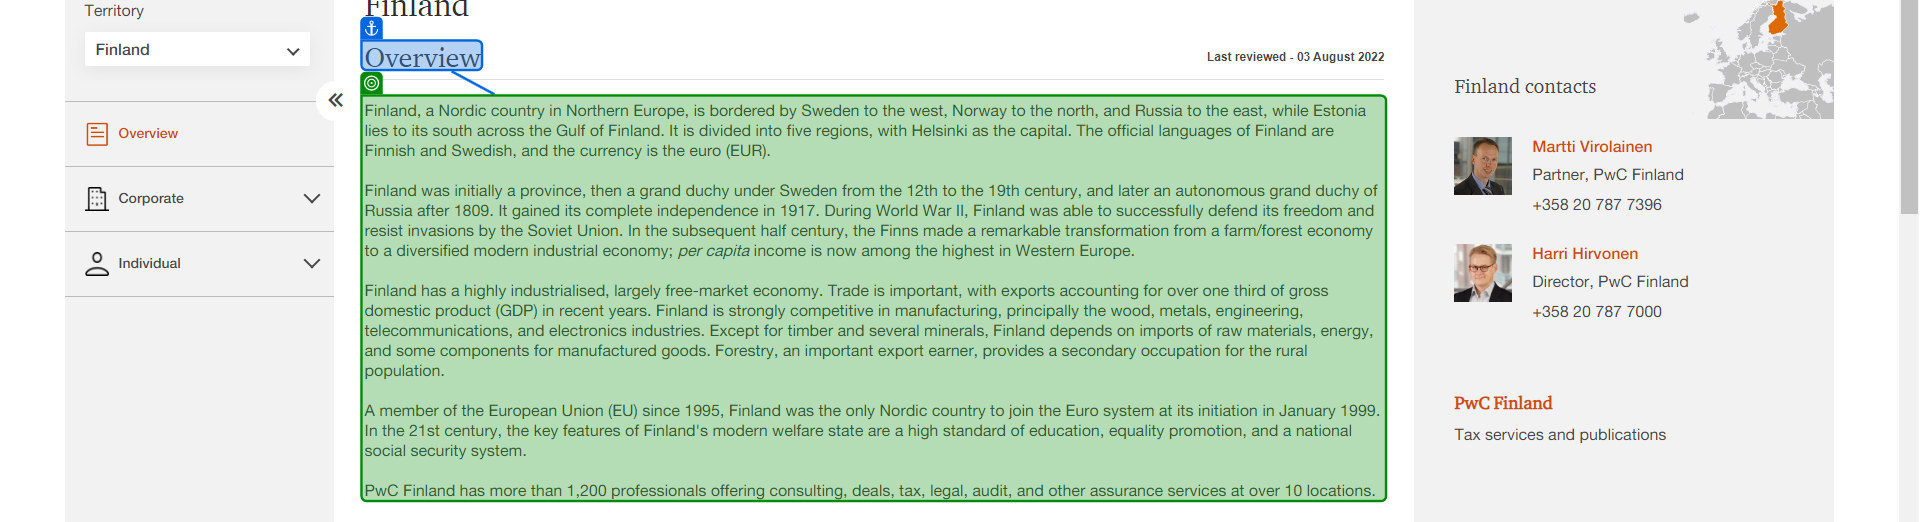 Territory
Finland
Overview
Corporate
Individual
Finland
Overview
Last reviewed - 03 August 2022
Finland, a Nordic country in Northern Europe, is bordered by Sweden to the west, Norway to the north, and Russia to the east, while Estonia
lies to its south across the Gulf of Finland. It is divided into five regions, with Helsinki as the capital. The official languages of Finland are
Finnish and Swedish, and the currency is the euro (EUR).
Finland was initially a province, then a grand duchy under Sweden from the 12th to the 19th century, and later an autonomous grand duchy of
Russia after 1809. It gained its complete independence in 1917. During World War II, Finland was able to successfully defend its freedom and
resist invasions by the Soviet Union. In the subsequent half century, the Finns made a remarkable transformation from a farm/forest economy
to a diversified modern industrial economy; per capita income is now among the highest in Western Europe.
Finland has a highly industrialised, largely free-market economy. Trade is important, with exports accounting for over one third of gross
domestic product (GDP) in recent years. Finland is strongly competitive in manufacturing, principally the wood, metals, engineering,
telecommunications, and electronics industries. Except for timber and several minerals, Finland depends on imports of raw materials, energy,
and some components for manufactured goods. Forestry, an important export earner, provides a secondary occupation for the rural
population.
A member of the European Union (EU) since 1995, Finland was the only Nordic country to join the Euro system at its initiation in January 1999.
In the 21st century, the key features of Finland's modern welfare state are a high standard of education, equality promotion, and a national
social security system.
PwC Finland has more than 1,200 professionals offering consulting, deals, tax, legal, audit, and other assurance services at over 10 locations.
Finland contacts
Martti Virolainen
Partner, PwC Finland
+358 20 787 7396
Harri Hirvonen
Director, PwC Finland
+358 20 787 7000
PwC Finland
Tax services and publications